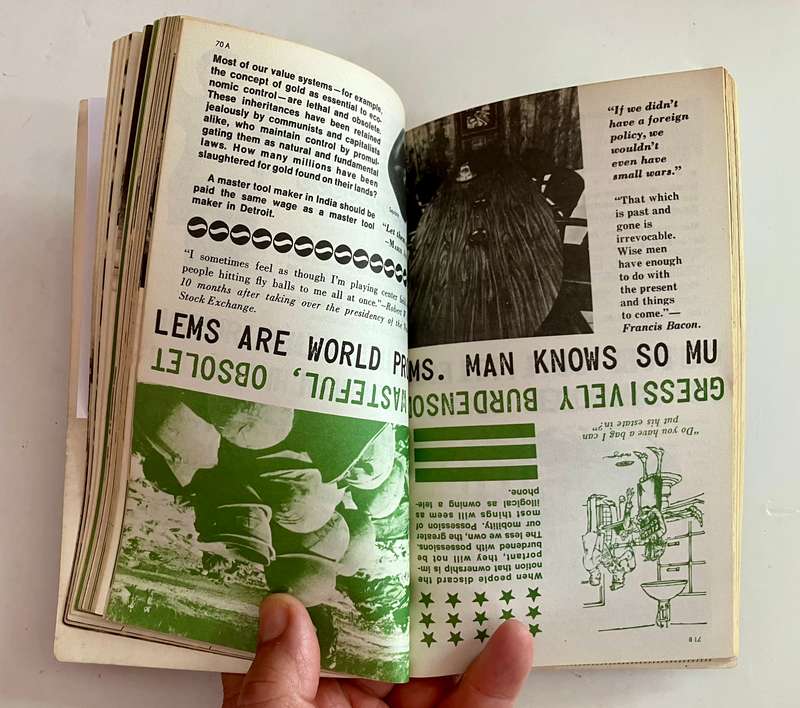 70 A
Most of our value systems—for example,
the concept of gold as essential to eco-
nomic control—are lethal and obsolete.
These inheritances have been retained
jealously by communists and capitalists
alike, who maintain control by promul-
gating them as natural and fundamental
laws. How many millions have been
slaughtered for gold found on their lands?
A master tool maker in India should be
paid the same wage as a master tool
maker in Detroit.
"Let them
"I sometimes feel as though I'm playing center
people hitting fly balls to me all at once."—Robert
10 months after taking over the presidency of the
Stock Exchange.
"If we didn't
have a foreign
policy, we
wouldn't
even have
small wars."
"That which
is past and
gone is
irrevocable.
Wise men
have enough
to do with
the present
and things
to come."—
Francis Bacon.
LEMS ARE WORLD PR MS. MAN KNOWS SO MU
GRESSIVELY BURDENSO WASTEFUL, OBSOLET
71 B
When people discard the
notion that ownership is im-
portant, they will not be
burdened with possessions.
The less we own, the greater
our mobility. Possession of
most things will seem as
illogical as owning a tele-
phone.
"Do you have a bag I can
put his estate in?"